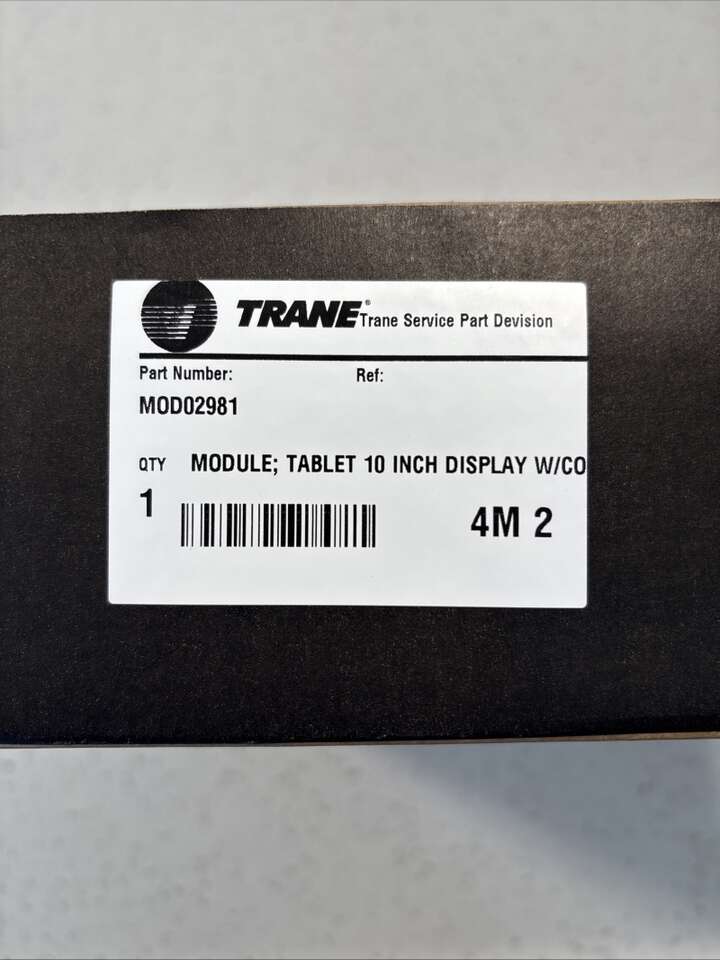 TRANE® Trane Service Part Devision
Part Number: Ref:
MOD02981
QTY MODULE; TABLET 10 INCH DISPLAY W/CO
1 4M 2